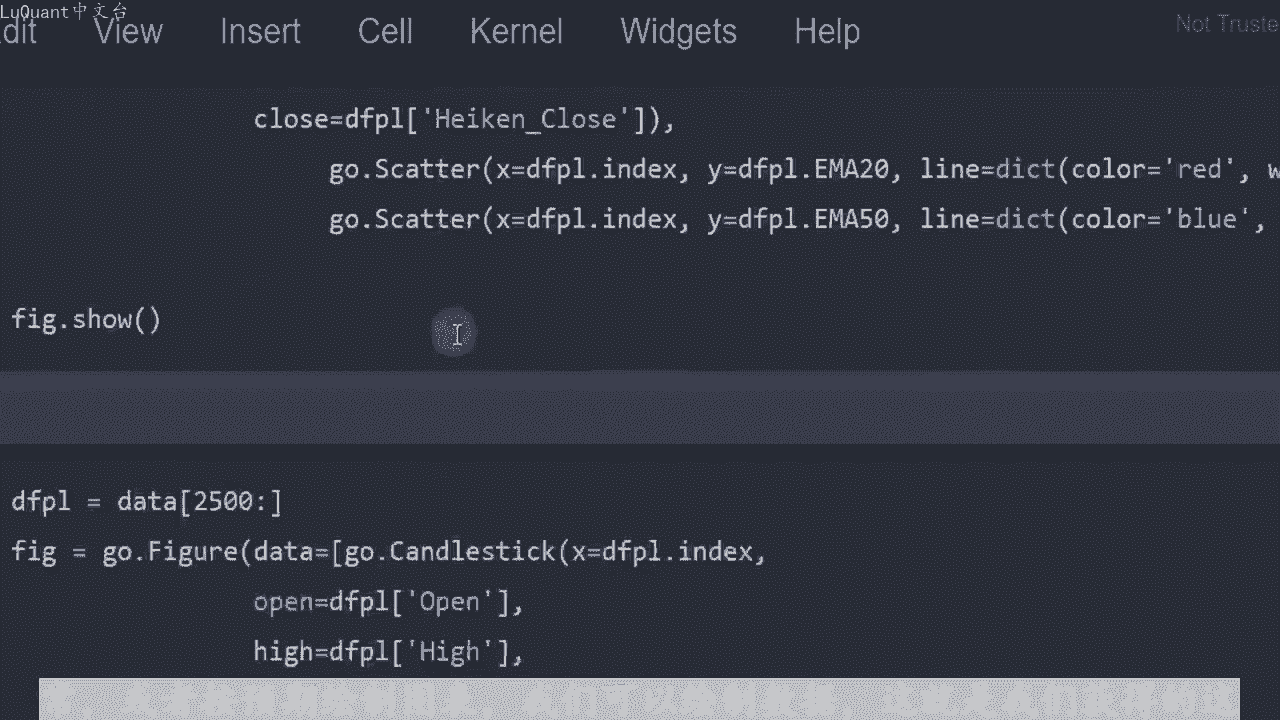 LuQuant中文台
dit View Insert Cell Kernel Widgets Help Not Truste
close=dfpl['Heiken_Close']),
go.Scatter(x=dfpl.index, y=dfpl.EMA20, line=dict(color='red', w
go.Scatter(x=dfpl.index, y=dfpl.EMA50, line=dict(color='blue',
fig.show()
dfpl = data[2500:]
fig = go.Figure(data=[go.Candlestick(x=dfpl.index,
open=dfpl['Open'],
high=dfpl['High'],